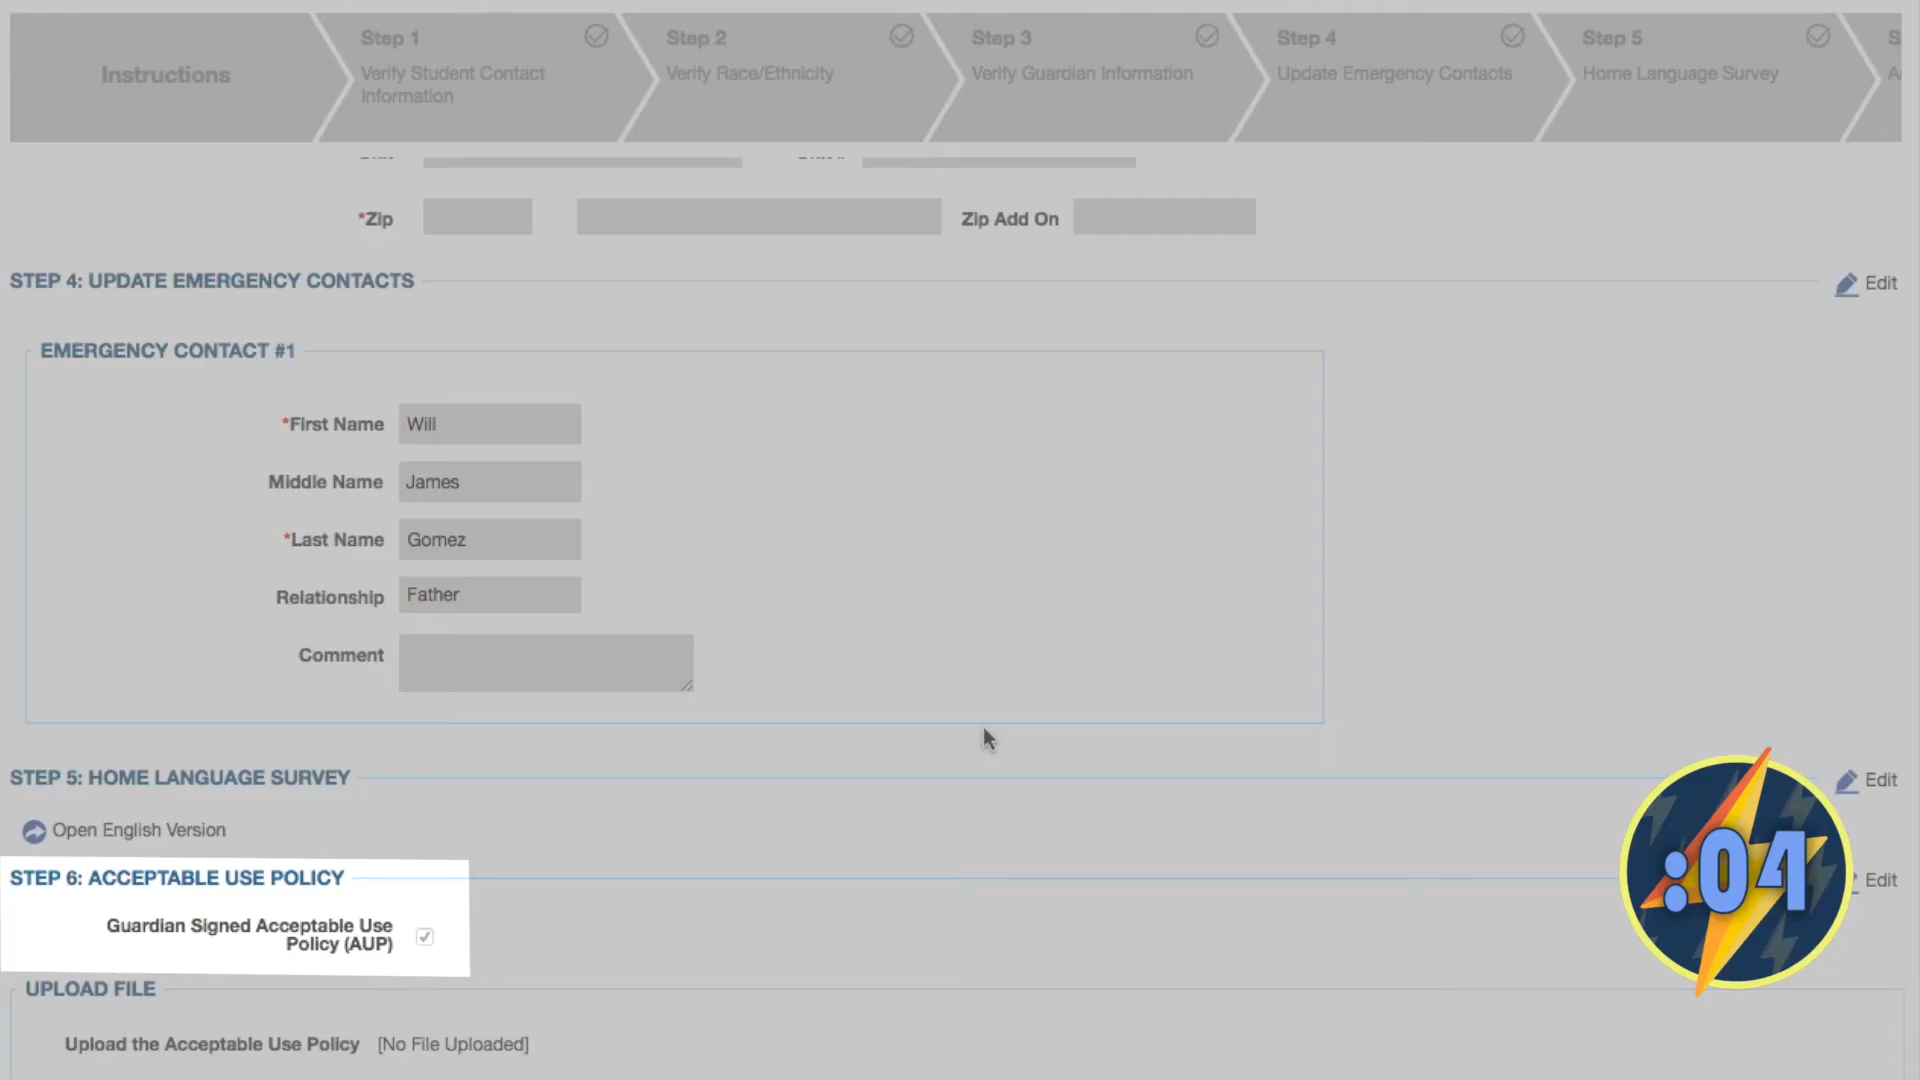 Instructions
Step 1
Verify Student Contact
Information
Step 2
Verify Race/Ethnicity
Step 3
Verify Guardian Information
Step 4
Update Emergency Contacts
Step 5
Home Language Survey
*Zip
Zip Add On
STEP 4: UPDATE EMERGENCY CONTACTS
Edit
EMERGENCY CONTACT #1
*First Name Will
Middle Name James
*Last Name Gomez
Relationship Father
Comment
STEP 5: HOME LANGUAGE SURVEY
Edit
Open English Version
STEP 6: ACCEPTABLE USE POLICY
Edit
Guardian Signed Acceptable Use
Policy (AUP)
:04
UPLOAD FILE
Upload the Acceptable Use Policy [No File Uploaded]